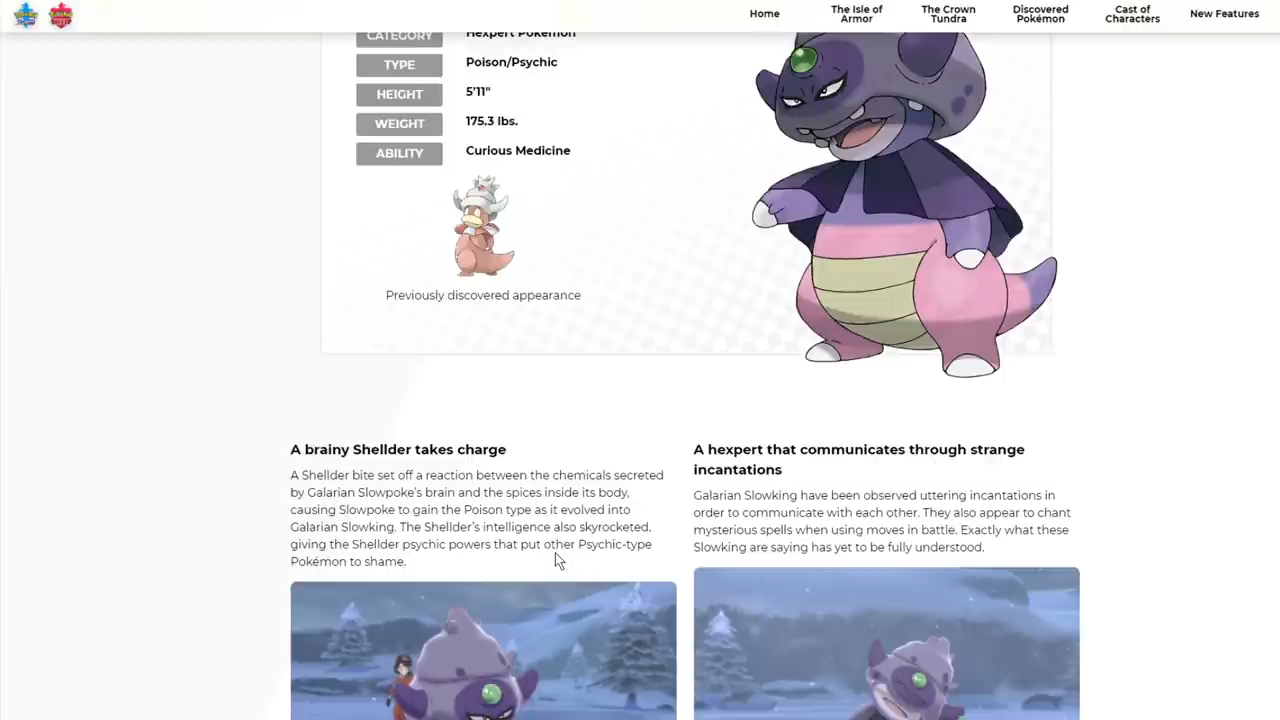 Home
The Isle of
Armor
The Crown
Tundra
Discovered
Pokémon
Cast of
Characters
New Features
CATEGORY Hexpert Pokémon
TYPE Poison/Psychic
HEIGHT 5'11"
WEIGHT 175.3 lbs.
ABILITY Curious Medicine
Previously discovered appearance
A brainy Shellder takes charge
A Shellder bite set off a reaction between the chemicals secreted
by Galarian Slowpoke's brain and the spices inside its body,
causing Slowpoke to gain the Poison type as it evolved into
Galarian Slowking. The Shellder's intelligence also skyrocketed,
giving the Shellder psychic powers that put other Psychic-type
Pokémon to shame.
A hexpert that communicates through strange
incantations
Galarian Slowking have been observed uttering incantations in
order to communicate with each other. They also appear to chant
mysterious spells when using moves in battle. Exactly what these
Slowking are saying has yet to be fully understood.